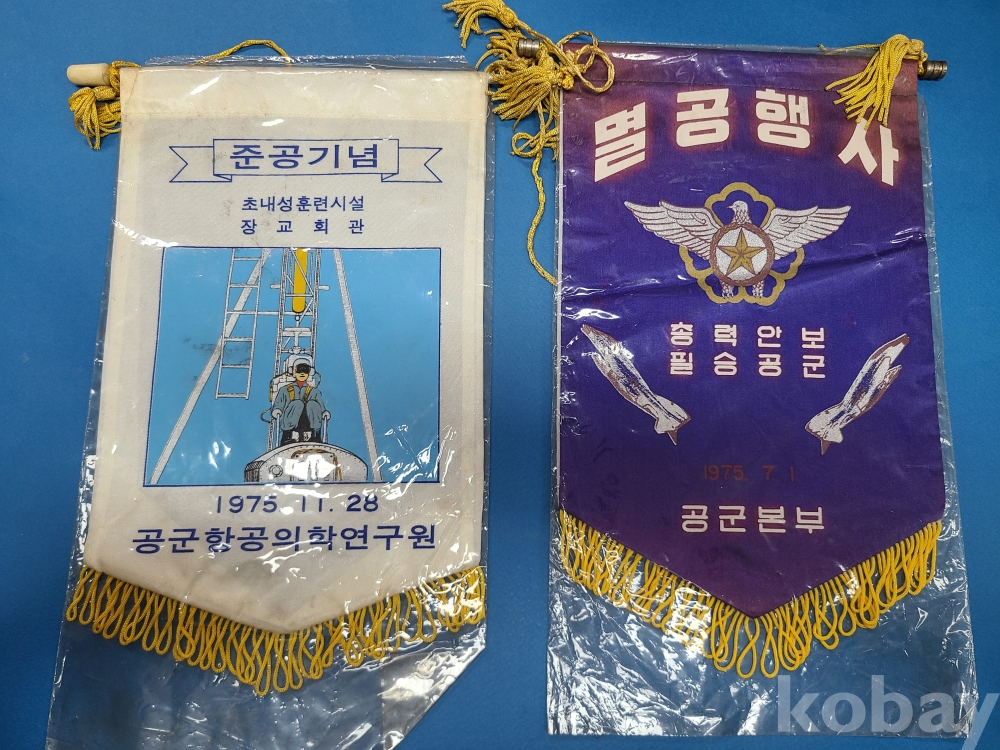 준공기념
초내성훈련시설
장교회관
1975. 11. 28
공군항공의학연구원
멸공행사
총력안보
필승공군
1975. 7. 1
공군본부
kobay